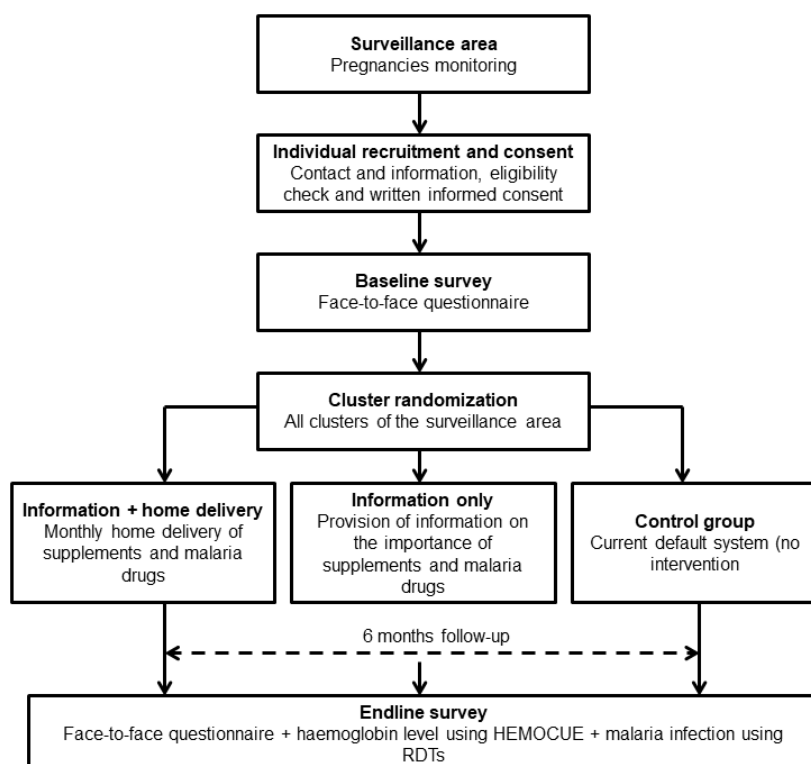 Surveillance area
Pregnancies monitoring
Individual recruitment and consent
Contact and information, eligibility
check and written informed consent
Baseline survey
Face-to-face questionnaire
Cluster randomization
All clusters of the surveillance area
Information + home delivery
Monthly home delivery of
supplements and malaria
drugs
Information only
Provision of information on
the importance of
supplements and malaria
drugs
Control group
Current default system (no
intervention
6 months follow-up
Endline survey
Face-to-face questionnaire + haemoglobin level using HEMOCUE + malaria infection using
RDTs